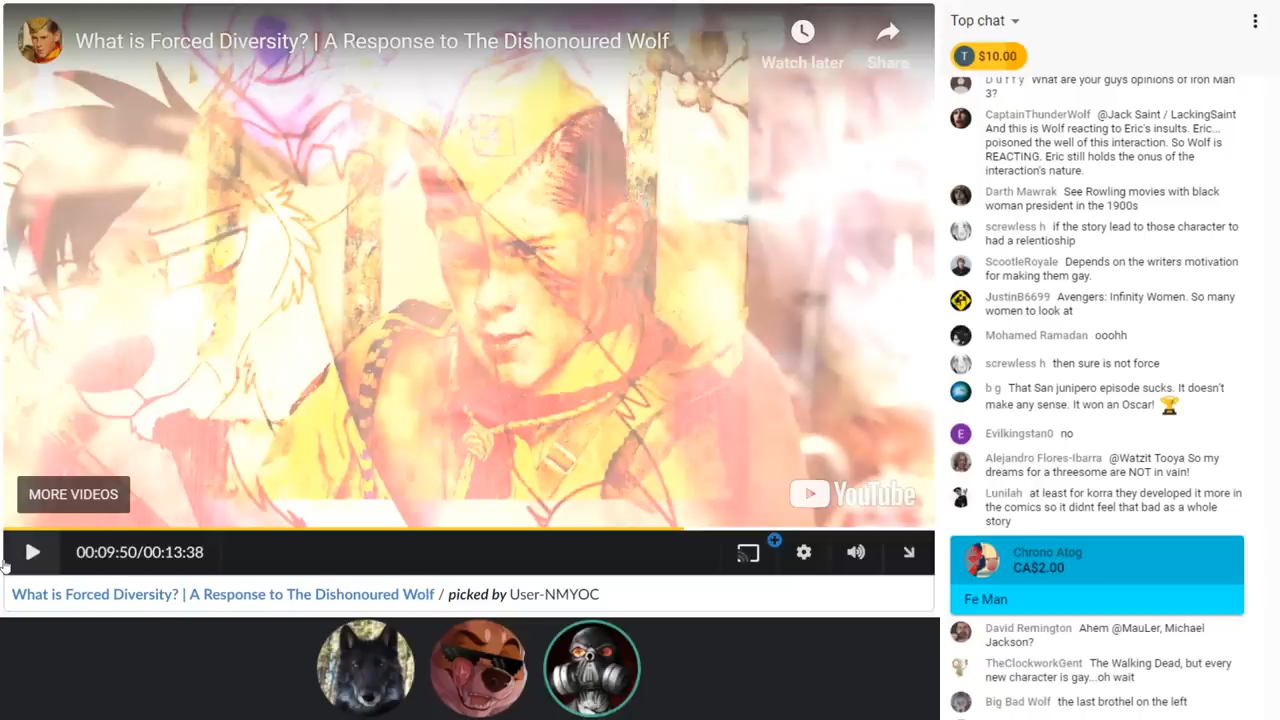 What is Forced Diversity? | A Response to The Dishonoured Wolf
Watch later
Share
MORE VIDEOS
YouTube
00:09:50/00:13:38
What is Forced Diversity? | A Response to The Dishonoured Wolf / picked by User-NMYOC
Top chat
T $10.00
D u f f y What are your guys opinions of Iron Man
3?
CaptainThunderWolf @Jack Saint / LackingSaint
And this is Wolf reacting to Eric's insults. Eric...
poisoned the well of this interaction. So Wolf is
REACTING. Eric still holds the onus of the
interaction's nature.
Darth Mawrak See Rowling movies with black
woman president in the 1900s
screwless h if the story lead to those character to
had a relentioship
ScootleRoyale Depends on the writers motivation
for making them gay.
JustinB6699 Avengers: Infinity Women. So many
women to look at
Mohamed Ramadan ooohh
screwless h then sure is not force
b g That San junipero episode sucks. It doesn't
make any sense. It won an Oscar!
E Evilkingstan0 no
Alejandro Flores-Ibarra @Watzit Tooya So my
dreams for a threesome are NOT in vain!
Lunilah at least for korra they developed it more in
the comics so it didnt feel that bad as a whole
story
Chrono Atog
CA$2.00
Fe Man
David Remington Ahem @MauLer, Michael
Jackson?
TheClockworkGent The Walking Dead, but every
new character is gay...oh wait
Big Bad Wolf the last brothel on the left